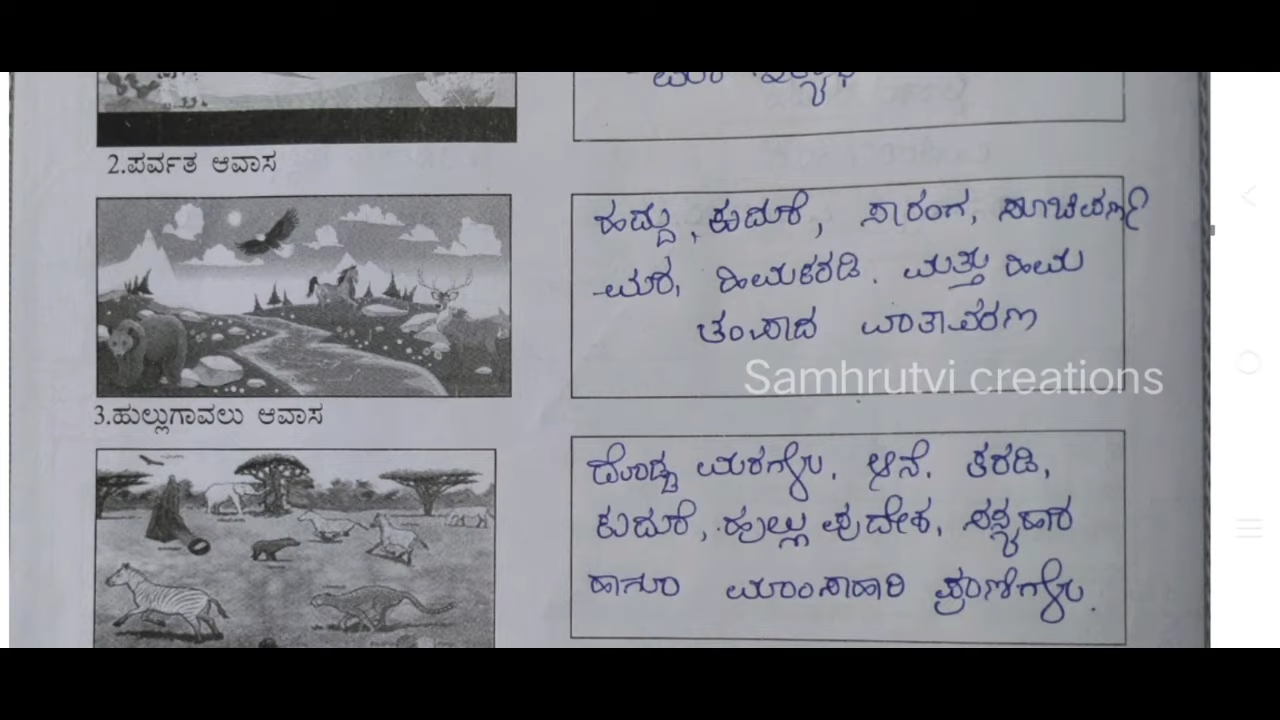 2.ಪರ್ವತ ಆವಾಸ
ಹದ್ದು, ಕುದುರೆ, ಸಾರಂಗ, ಸೂಚಿಪರ್ಣಿ
ಮರ, ಹಿಮಕರಡಿ. ಮತ್ತು ಹಿಮ
ತಂಪಾದ ವಾತಾವರಣ
Samhrutvi creations
3.ಹುಲ್ಲುಗಾವಲು ಆವಾಸ
ದೊಡ್ಡ ಮರಗಳು, ಆನೆ, ಕರಡಿ,
ಕುದುರೆ, ಹುಲ್ಲು ಪ್ರದೇಶ, ಸಸ್ಯಹಾರ
ಹಾಗೂ ಮಾಂಸಾಹಾರಿ ಪ್ರಾಣಿಗಳು.